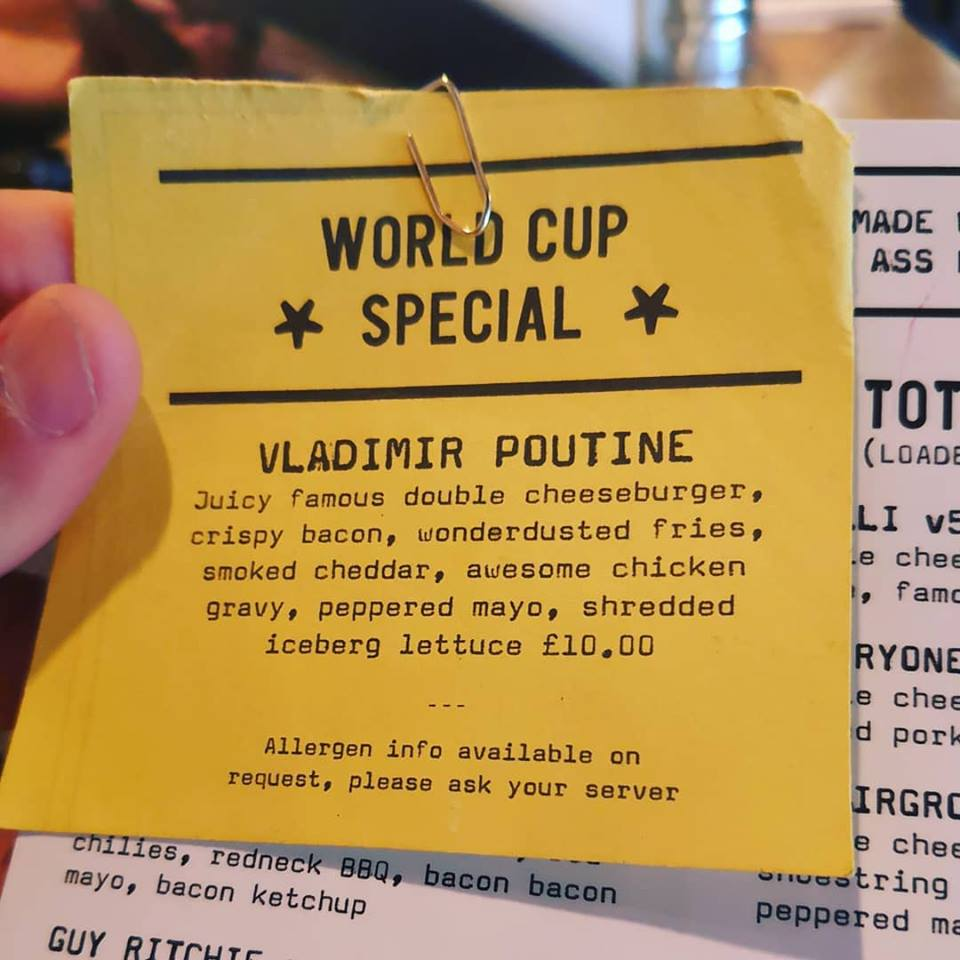 WORLD CUP
SPECIAL
VLADIMIR POUTINE
Juicy famous double cheeseburger,
crispy bacon, wonderdusted fries,
smoked cheddar, awesome chicken
gravy, peppered mayo, shredded
iceberg lettuce £10.00
---
Allergen info available on
request, please ask your server
chilies, redneck BBQ, bacon bacon
mayo, bacon ketchup
GUY RITCHIE
MADE
ASS
TOT
(LOADE
LI v5
chee
, famo
RYONE
e chee
d pork
IRGRO
e chee
shoestring
peppered ma